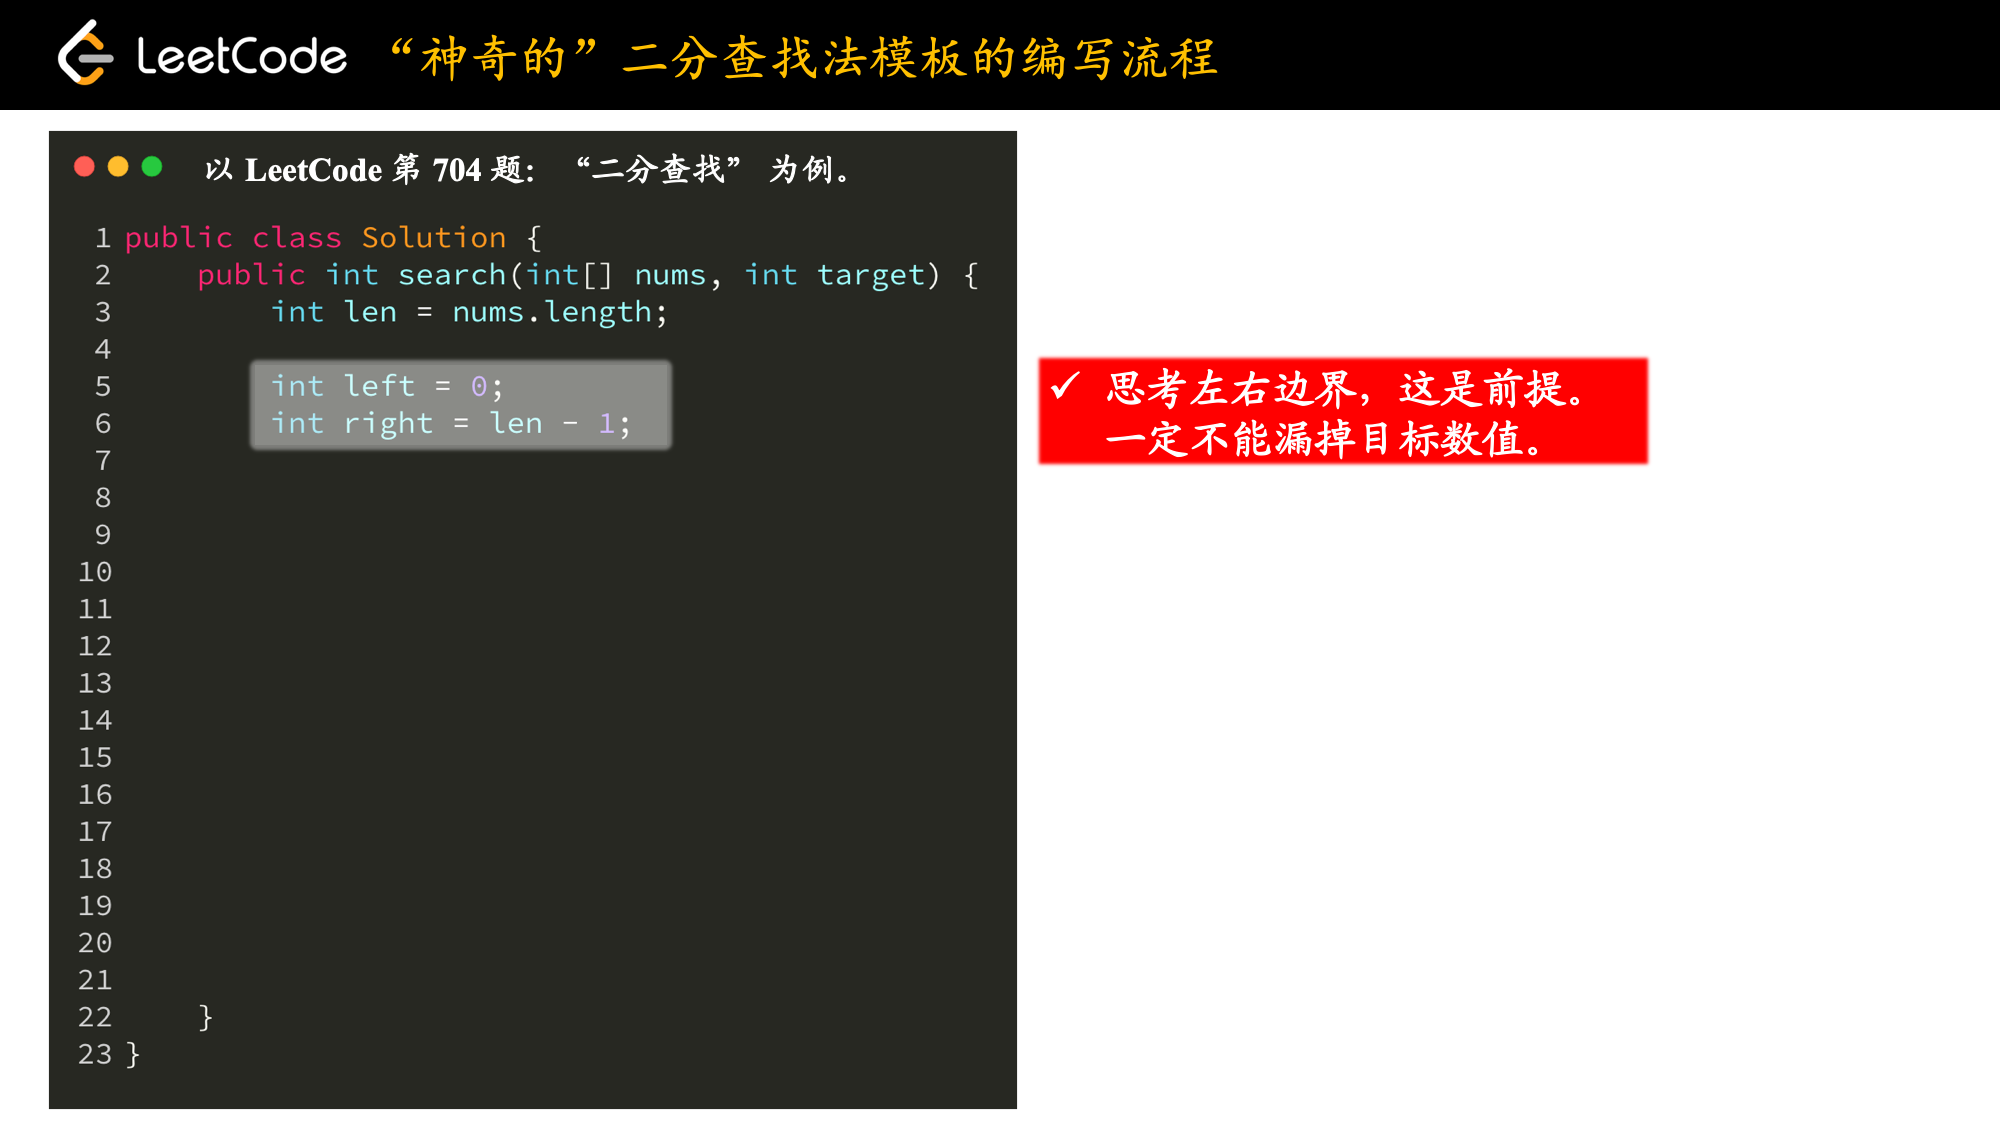 LeetCode “神奇的”二分查找法模板的编写流程
以 LeetCode 第 704 题：“二分查找” 为例。
1 public class Solution {
2     public int search(int[] nums, int target) {
3         int len = nums.length;
4
5         int left = 0;
6         int right = len - 1;
7
8
9
10
11
12
13
14
15
16
17
18
19
20
21
22     }
23 }
✓ 思考左右边界，这是前提。
一定不能漏掉目标数值。